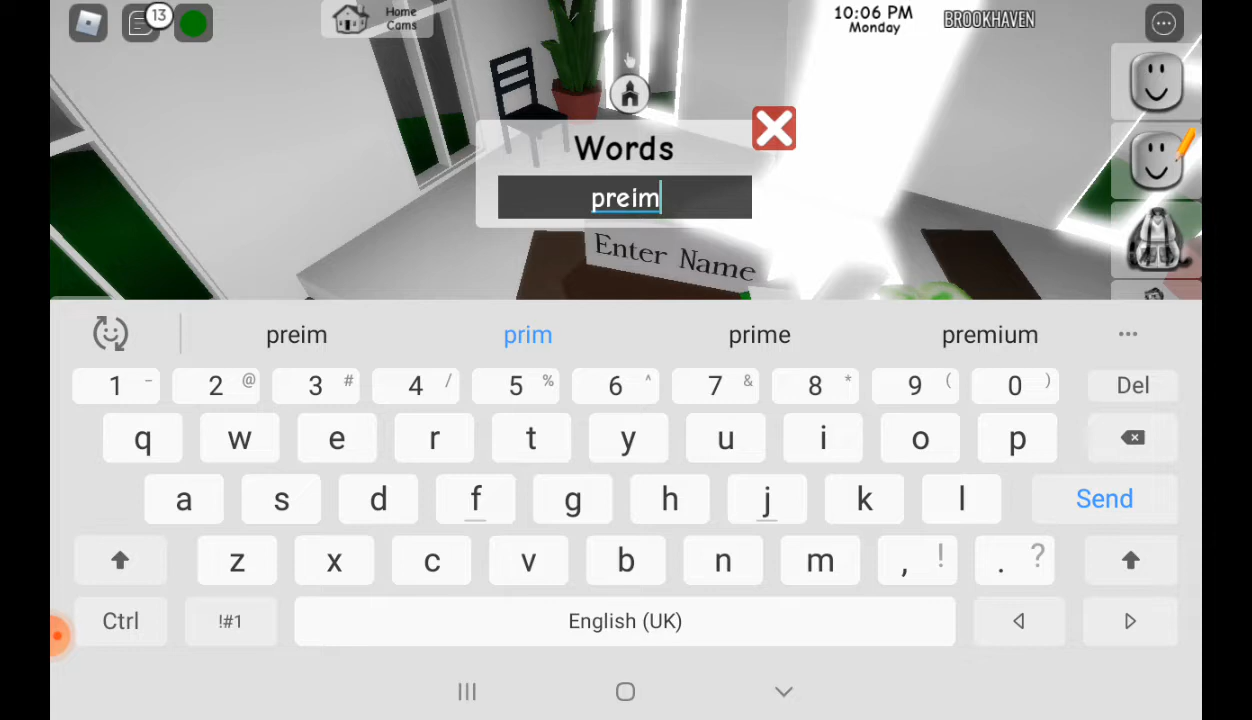 13
Home
Cams
10:06 PM
Monday
BROOKHAVEN
Words
preim
Enter Name
preim prim prime premium
1 - 2 @ 3 # 4 / 5 % 6 ^ 7 & 8 * 9 ( 0 ) Del
q w e r t y u i o p
a s d f g h j k l Send
z x c v b n m , ! . ?
Ctrl !#1 English (UK)